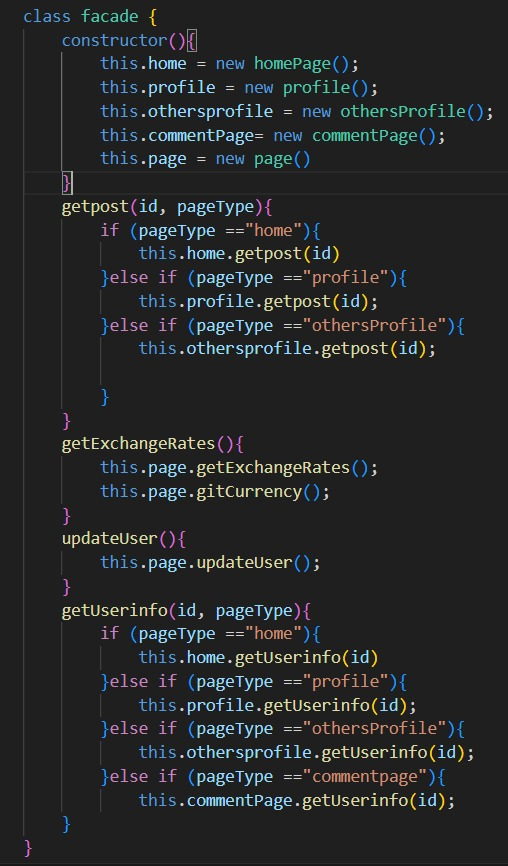 class facade {
constructor(){
this.home = new homePage();
this.profile = new profile();
this.othersprofile = new othersProfile();
this.commentPage= new commentPage();
this.page = new page()
}
getpost(id, pageType){
if (pageType =="home"){
this.home.getpost(id)
}else if (pageType =="profile"){
this.profile.getpost(id);
}else if (pageType =="othersProfile"){
this.othersprofile.getpost(id);
}
}
getExchangeRates(){
this.page.getExchangeRates();
this.page.gitCurrency();
}
updateUser(){
this.page.updateUser();
}
getUserinfo(id, pageType){
if (pageType =="home"){
this.home.getUserinfo(id)
}else if (pageType =="profile"){
this.profile.getUserinfo(id);
}else if (pageType =="othersProfile"){
this.othersprofile.getUserinfo(id);
}else if (pageType =="commentpage"){
this.commentPage.getUserinfo(id);
}
}